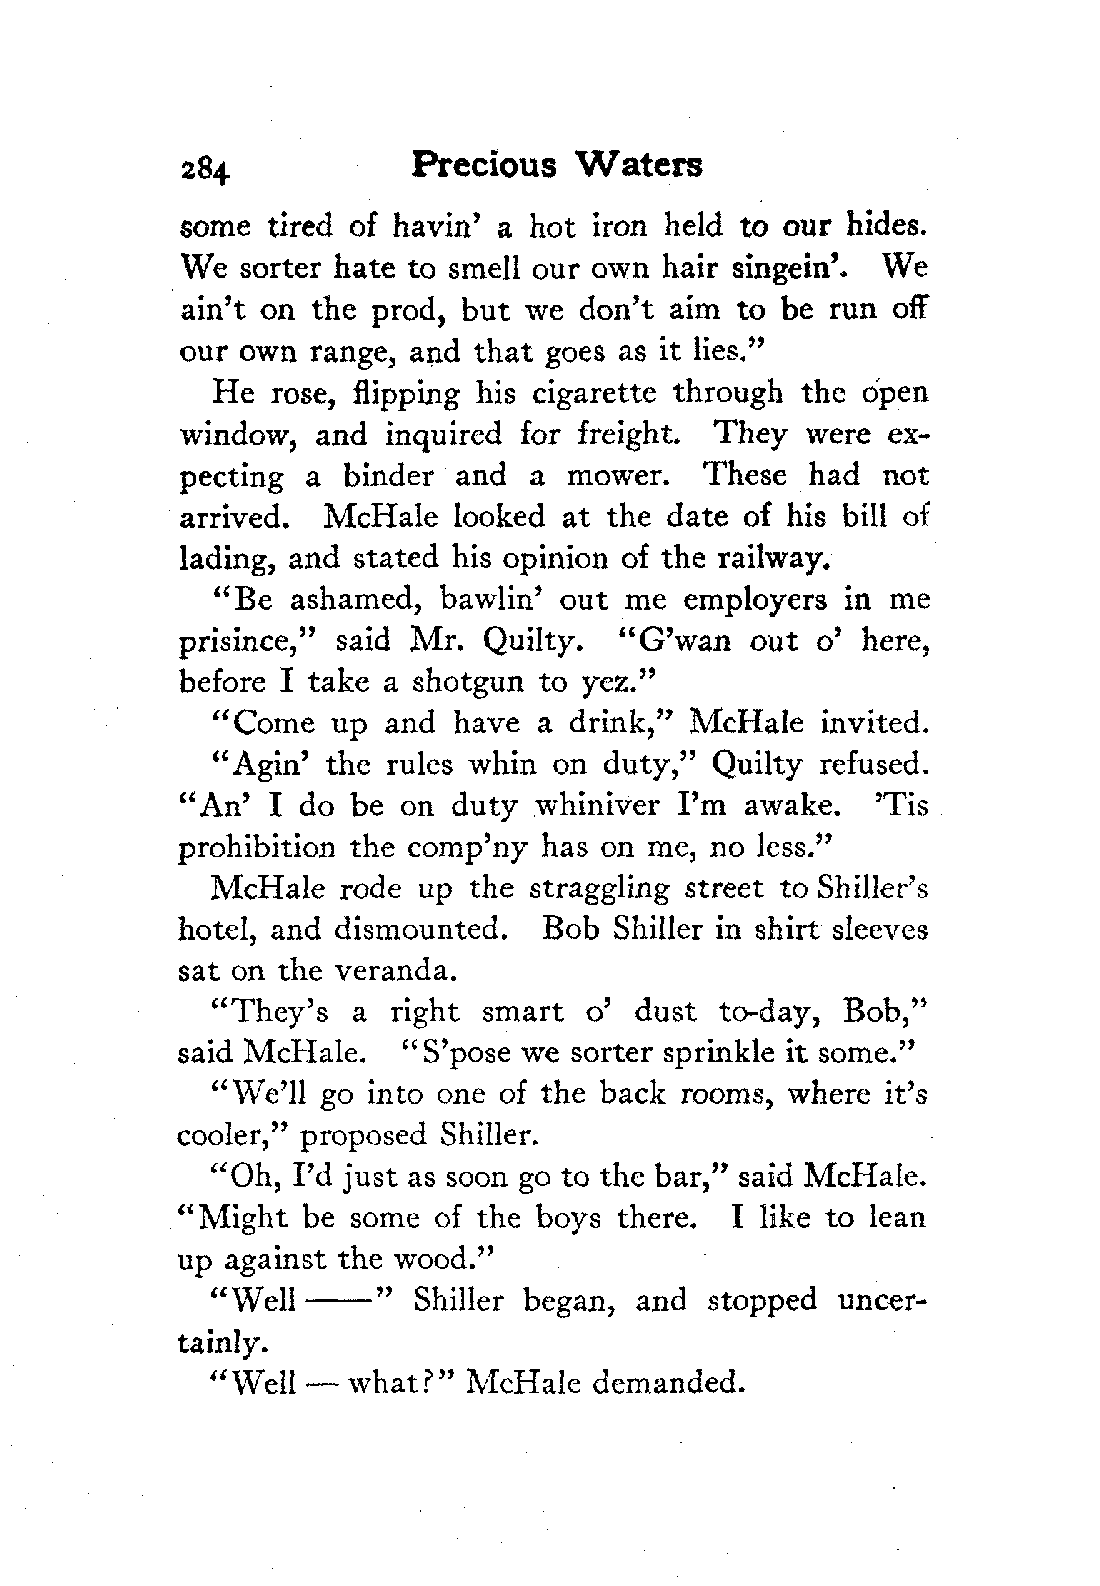 284 Precious Waters
some tired of havin' a hot iron held to our hides.
We sorter hate to smell our own hair singein'. We
ain't on the prod, but we don't aim to be run off
our own range, and that goes as it lies."
He rose, flipping his cigarette through the open
window, and inquired for freight. They were ex-
pecting a binder and a mower. These had not
arrived. McHale looked at the date of his bill of
lading, and stated his opinion of the railway.
"Be ashamed, bawlin' out me employers in me
prisince," said Mr. Quilty. "G'wan out o' here,
before I take a shotgun to yez."
"Come up and have a drink," McHale invited.
"Agin' the rules whin on duty," Quilty refused.
"An' I do be on duty whiniver I'm awake. 'Tis
prohibition the comp'ny has on me, no less."
McHale rode up the straggling street to Shiller's
hotel, and dismounted. Bob Shiller in shirt sleeves
sat on the veranda.
"They's a right smart o' dust to-day, Bob,"
said McHale. "S'pose we sorter sprinkle it some."
"We'll go into one of the back rooms, where it's
cooler," proposed Shiller.
"Oh, I'd just as soon go to the bar," said McHale.
"Might be some of the boys there. I like to lean
up against the wood."
"Well ——" Shiller began, and stopped uncer-
tainly.
"Well — what?" McHale demanded.